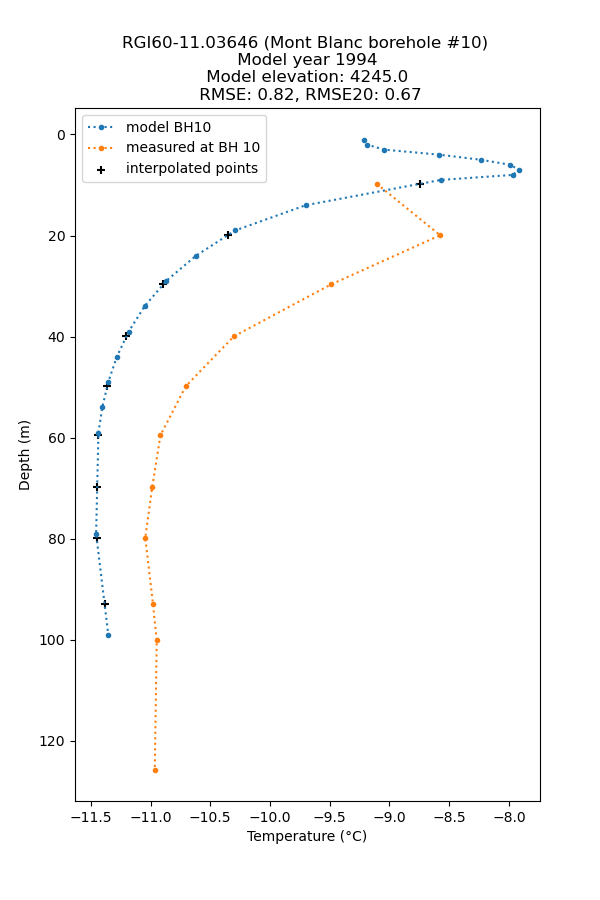 RGI60-11.03646 (Mont Blanc borehole #10)
Model year 1994
Model elevation: 4245.0
RMSE: 0.82, RMSE20: 0.67
model BH10
measured at BH 10
interpolated points
0
20
40
60
80
100
120
Depth (m)
−11.5 −11.0 −10.5 −10.0 −9.5 −9.0 −8.5 −8.0
Temperature (°C)